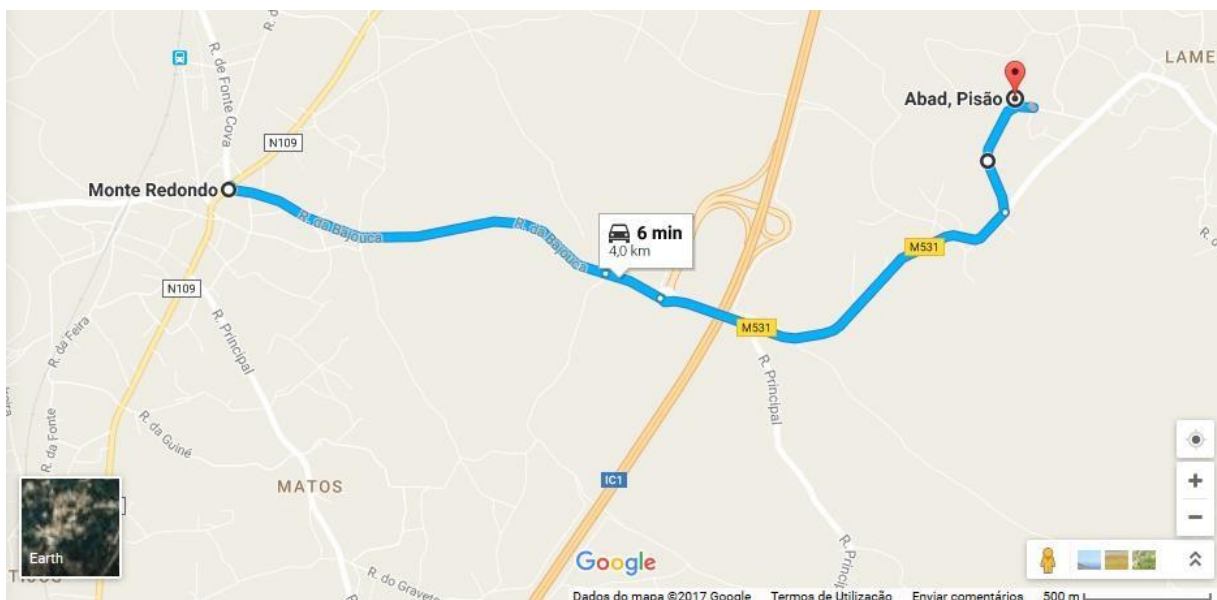 LAME
R. de Fonte Cova
Abad, Pisão
N109
Monte Redondo
R. da Bajouca
R. da Bajouca
6 min
4,0 km
M531
N109
M531
R. da Feira
R. Principal
R. Principal
R. da Fonte
R. da Guiné
MATOS
IC1
Earth
Google
R. Principal
R. do Graveto
Dados do mapa ©2017 Google Termos de Utilização Enviar comentários 500 m